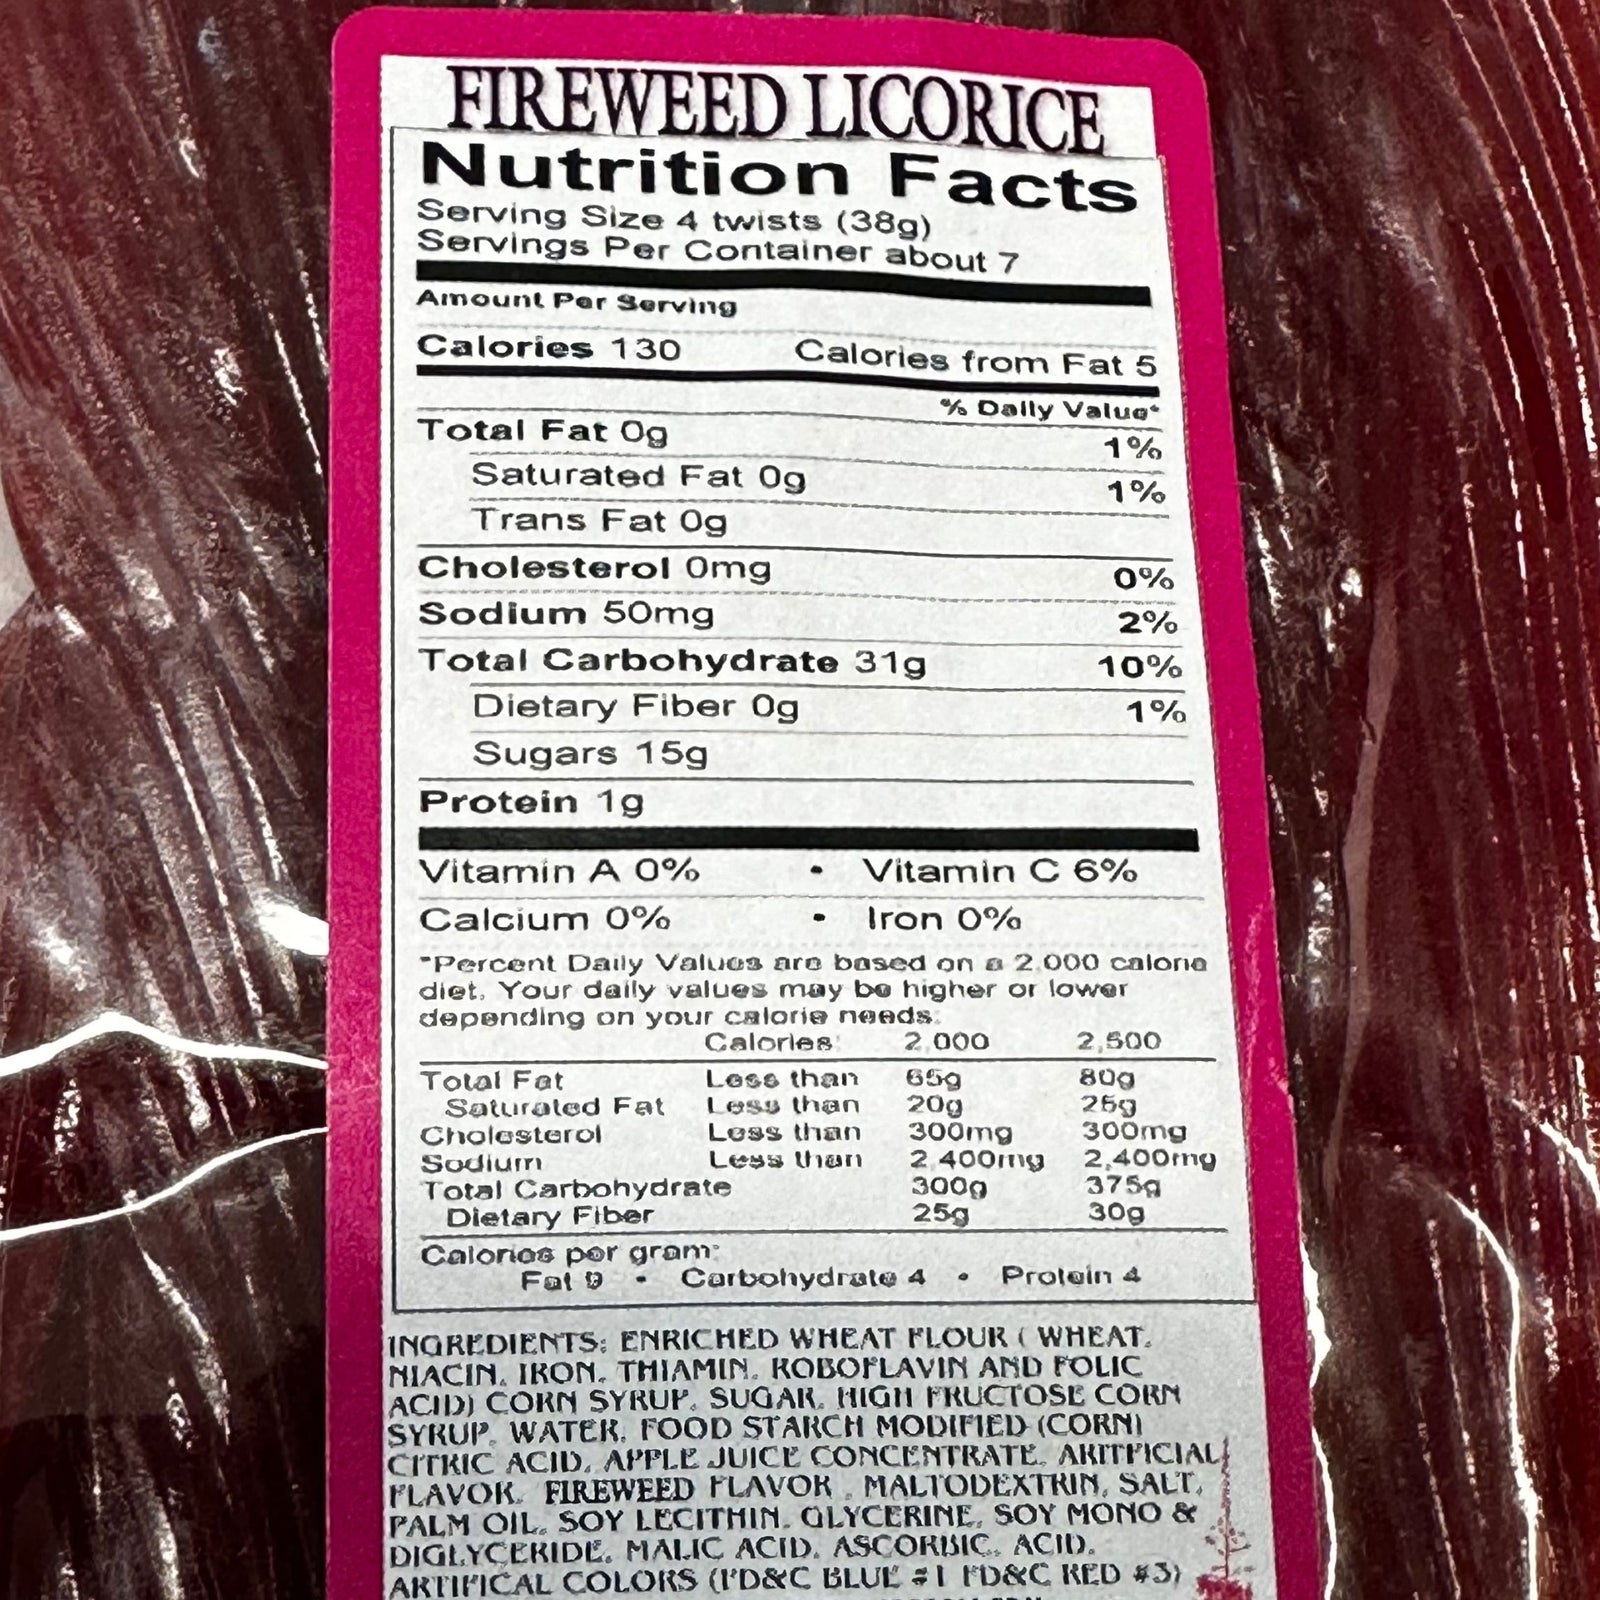 FIREWEED LICORICE
Nutrition Facts
Serving Size 4 twists (38g)
Servings Per Container about 7
Amount Per Serving
Calories 130 Calories from Fat 5
% Daily Value*
Total Fat 0g 1%
Saturated Fat 0g 1%
Trans Fat 0g
Cholesterol 0mg 0%
Sodium 50mg 2%
Total Carbohydrate 31g 10%
Dietary Fiber 0g 1%
Sugars 15g
Protein 1g
Vitamin A 0% • Vitamin C 6%
Calcium 0% • Iron 0%
*Percent Daily Values are based on a 2,000 calorie
diet. Your daily values may be higher or lower
depending on your calorie needs:
Calories: 2,000 2,500
Total Fat Less than 65g 80g
Saturated Fat Less than 20g 25g
Cholesterol Less than 300mg 300mg
Sodium Less than 2,400mg 2,400mg
Total Carbohydrate 300g 375g
Dietary Fiber 25g 30g
Calories per gram:
Fat 9 • Carbohydrate 4 • Protein 4
INGREDIENTS: ENRICHED WHEAT FLOUR ( WHEAT,
NIACIN, IRON, THIAMIN, ROBOFLAVIN AND FOLIC
ACID) CORN SYRUP, SUGAR, HIGH FRUCTOSE CORN
SYRUP, WATER, FOOD STARCH MODIFIED (CORN)
CITRIC ACID, APPLE JUICE CONCENTRATE, ARITFICIAL
FLAVOR, FIREWEED FLAVOR , MALTODEXTRIN, SALT,
PALM OIL, SOY LECITHIN, GLYCERINE, SOY MONO &
DIGLYCERIDE, MALIC ACID, ASCORBIC, ACID,
ARTIFICAL COLORS (FD&C BLUE #1 FD&C RED #3)